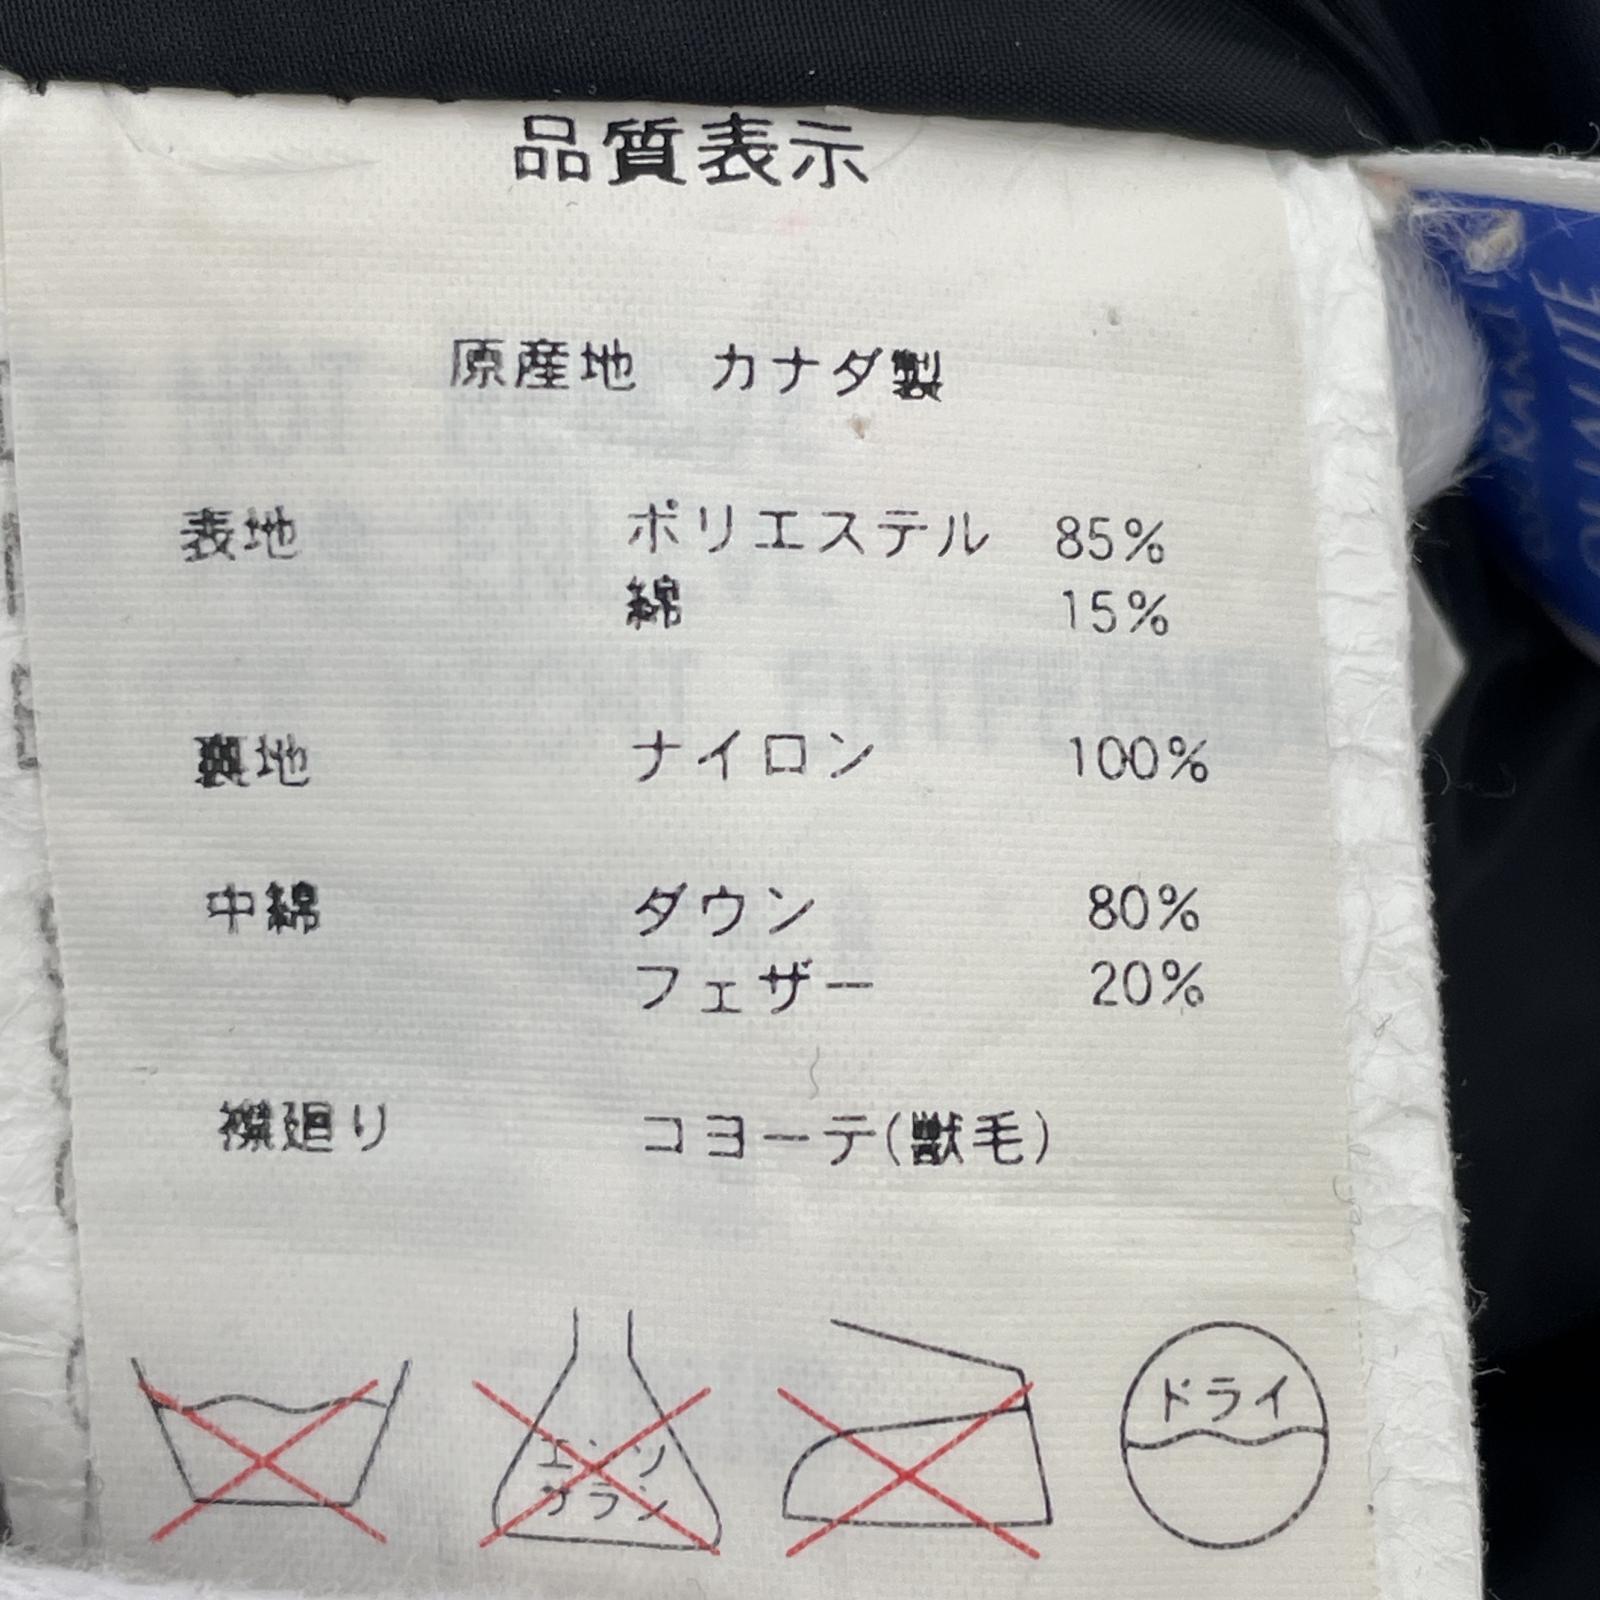 品質表示
原産地 カナダ製
表地 ポリエステル 85%
綿 15%
裏地 ナイロン 100%
中綿 ダウン 80%
フェザー 20%
襟廻り コヨーテ(獣毛)
エンソ
サラシ
ドライ